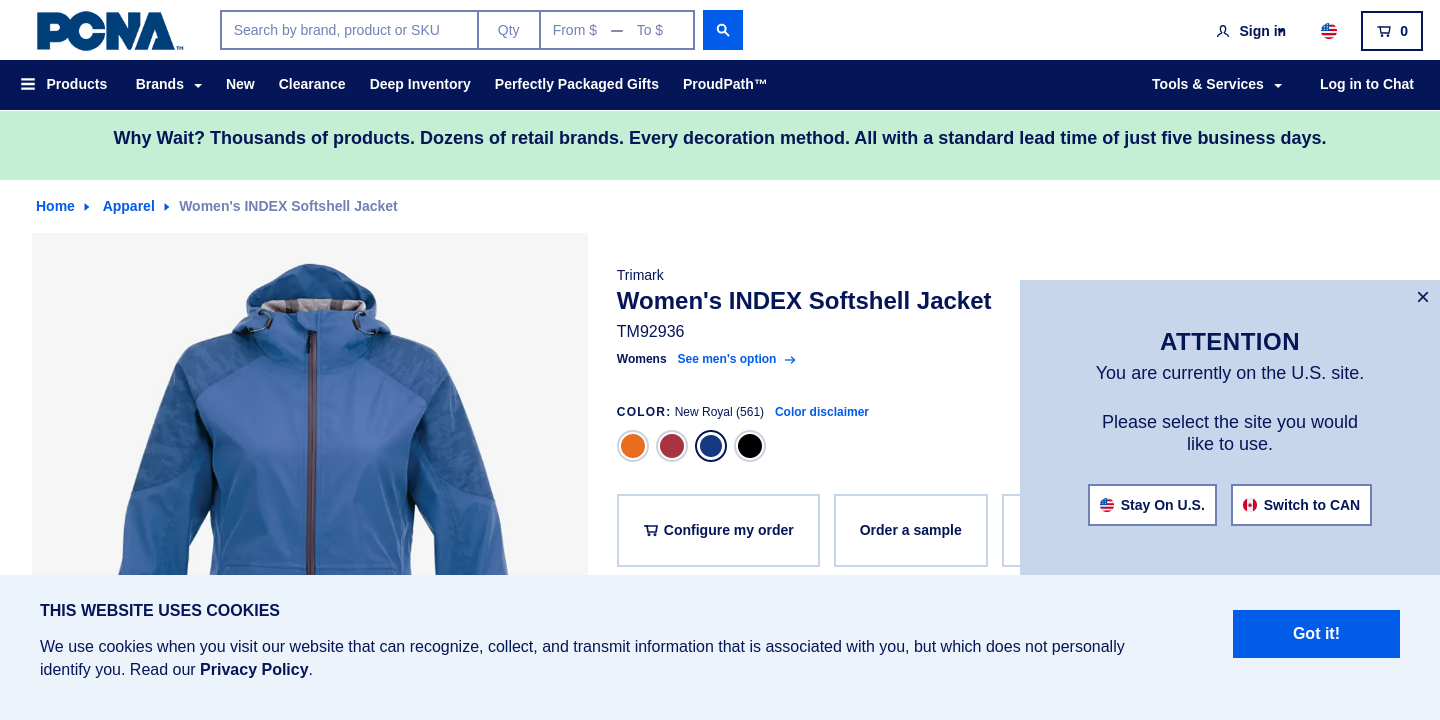 PCNA™
Search by brand, product or SKU
Qty
From $ — To $
Sign in
0
Products
Brands
New
Clearance
Deep Inventory
Perfectly Packaged Gifts
ProudPath™
Tools & Services
Log in to Chat
Why Wait? Thousands of products. Dozens of retail brands. Every decoration method. All with a standard lead time of just five business days.
Home
Apparel
Women's INDEX Softshell Jacket
Trimark
Women's INDEX Softshell Jacket
TM92936
Womens See men's option
COLOR: New Royal (561) Color disclaimer
Configure my order
Order a sample
×
ATTENTION
You are currently on the U.S. site.
Please select the site you would
like to use.
Stay On U.S.
Switch to CAN
THIS WEBSITE USES COOKIES
We use cookies when you visit our website that can recognize, collect, and transmit information that is associated with you, but which does not personally
identify you. Read our Privacy Policy.
Got it!